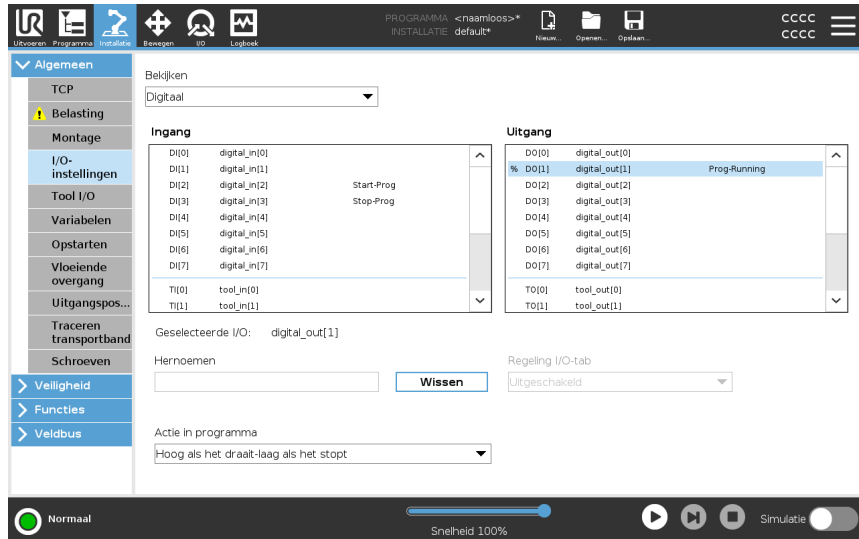 PROGRAMMA <naamloos>*
INSTALLATIE default*
UR
Uitvoeren Programma Installatie Bewegen I/O Logboek
Nieuw... Openen... Opslaan...
CCCC
CCCC
Algemeen
TCP
Belasting
Montage
I/O-
instellingen
Tool I/O
Variabelen
Opstarten
Vloeiende
overgang
Uitgangspos...
Traceren
transportband
Schroeven
Veiligheid
Functies
Veldbus
Bekijken
Digitaal
Ingang
DI[0] digital_in[0]
DI[1] digital_in[1]
DI[2] digital_in[2] Start-Prog
DI[3] digital_in[3] Stop-Prog
DI[4] digital_in[4]
DI[5] digital_in[5]
DI[6] digital_in[6]
DI[7] digital_in[7]
TI[0] tool_in[0]
TI[1] tool_in[1]
Uitgang
DO[0] digital_out[0]
% DO[1] digital_out[1] Prog-Running
DO[2] digital_out[2]
DO[3] digital_out[3]
DO[4] digital_out[4]
DO[5] digital_out[5]
DO[6] digital_out[6]
DO[7] digital_out[7]
TO[0] tool_out[0]
TO[1] tool_out[1]
Geselecteerde I/O: digital_out[1]
Hernoemen
Wissen
Regeling I/O-tab
Uitgeschakeld
Actie in programma
Hoog als het draait-laag als het stopt
Normaal
Snelheid 100%
Simulatie